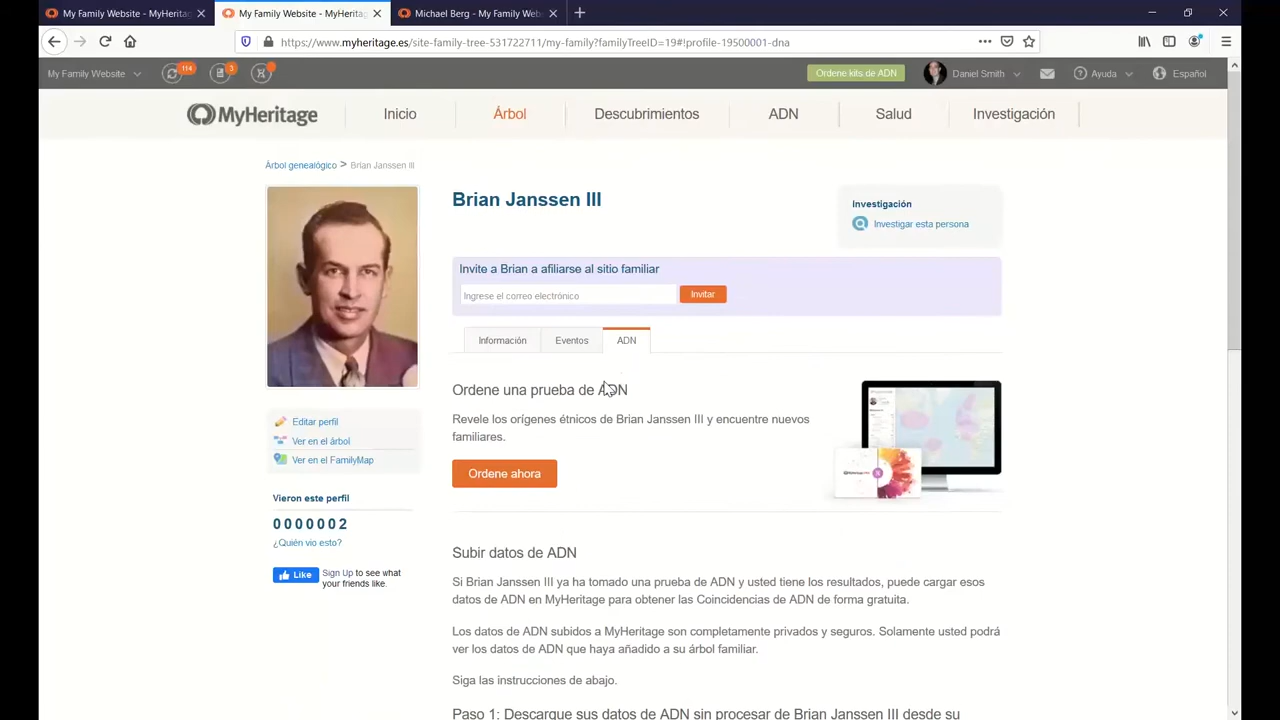 My Family Website - MyHeritag
My Family Website - MyHeritag
Michael Berg - My Family Web
https://www.myheritage.es/site-family-tree-531722711/my-family?familyTreeID=19#!profile-19500001-dna
My Family Website
114
3
Ordene kits de ADN
Daniel Smith
Ayuda
Español
MyHeritage
Inicio
Árbol
Descubrimientos
ADN
Salud
Investigación
Árbol genealógico > Brian Janssen III
Brian Janssen III
Investigación
Investigar esta persona
Invite a Brian a afiliarse al sitio familiar
Ingrese el correo electrónico
Invitar
Información
Eventos
ADN
Ordene una prueba de ADN
Revele los orígenes étnicos de Brian Janssen III y encuentre nuevos
familiares.
Ordene ahora
Editar perfil
Ver en el árbol
Ver en el FamilyMap
Vieron este perfil
0000002
¿Quién vio esto?
Like
Sign Up to see what
your friends like.
Subir datos de ADN
Si Brian Janssen III ya ha tomado una prueba de ADN y usted tiene los resultados, puede cargar esos
datos de ADN en MyHeritage para obtener las Coincidencias de ADN de forma gratuita.
Los datos de ADN subidos a MyHeritage son completamente privados y seguros. Solamente usted podrá
ver los datos de ADN que haya añadido a su árbol familiar.
Siga las instrucciones de abajo.
Paso 1: Descargue sus datos de ADN sin procesar de Brian Janssen III desde su